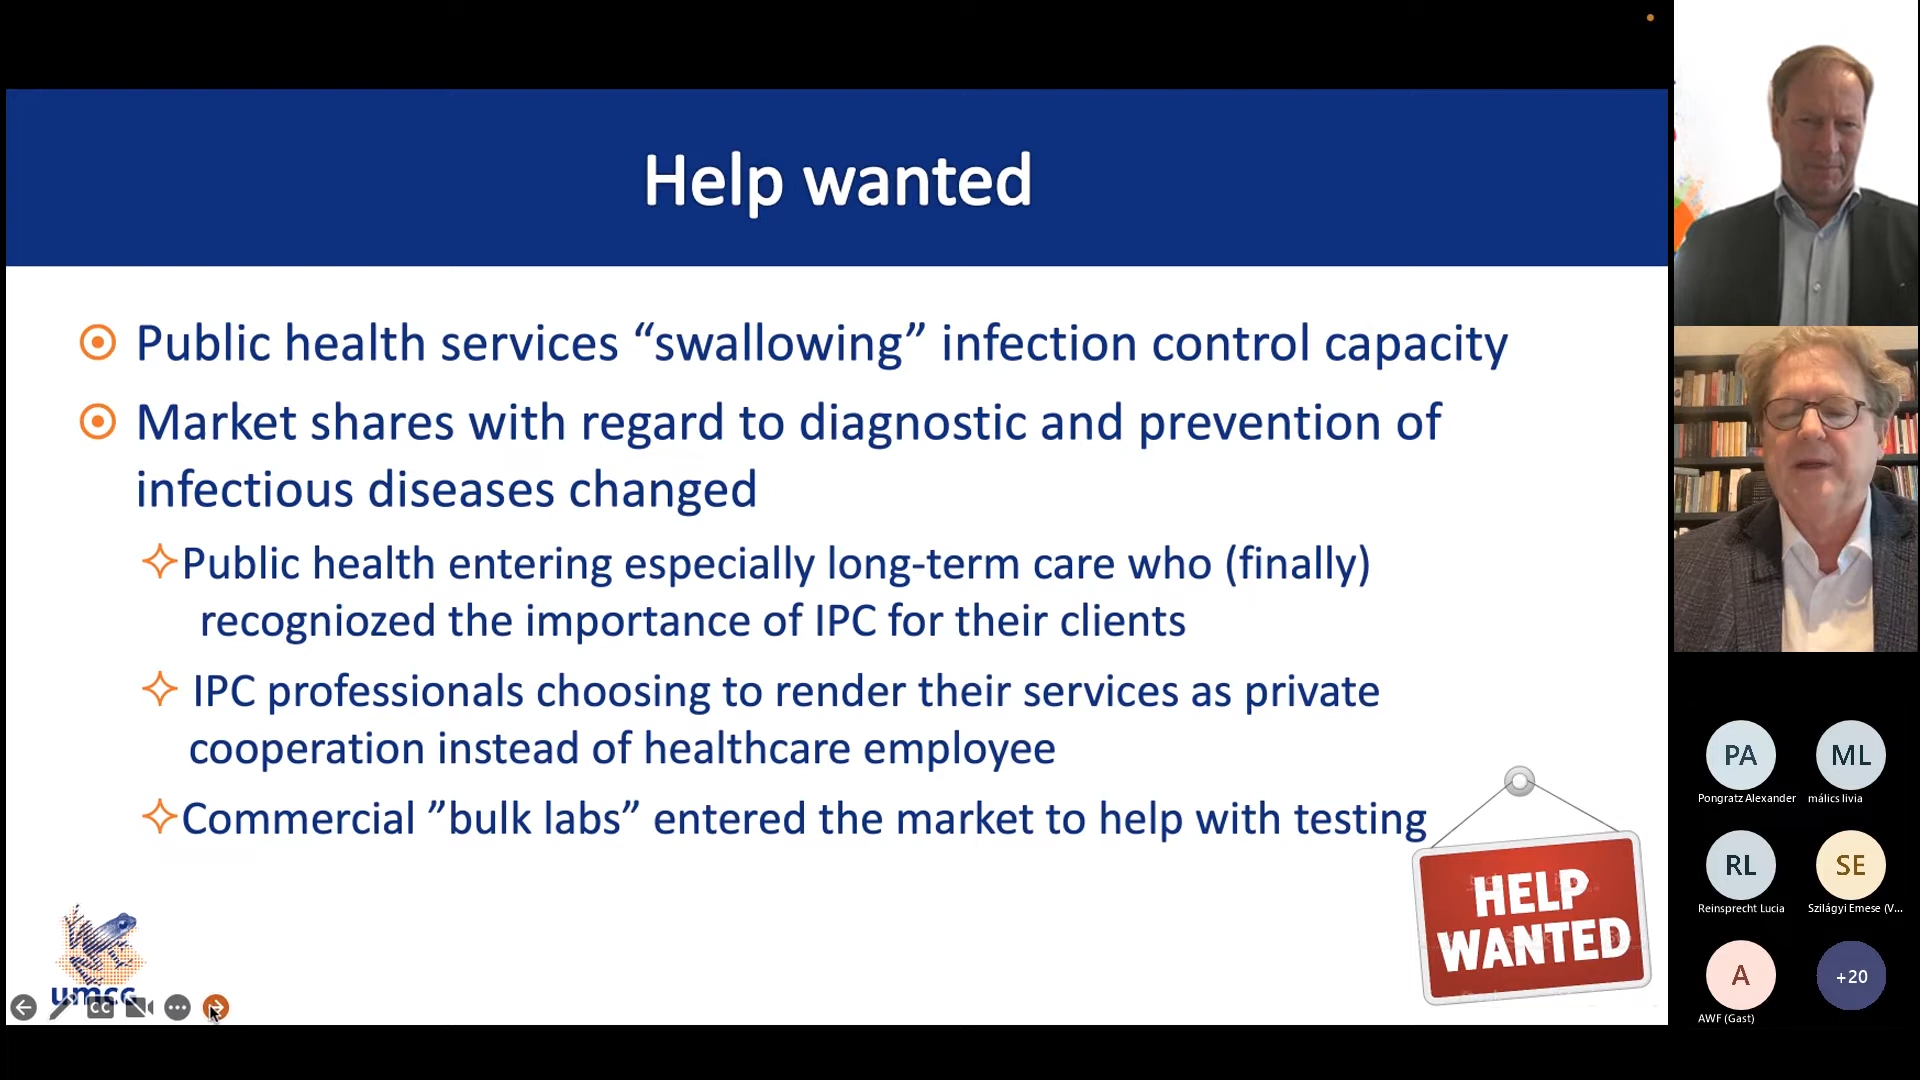 Help wanted
Public health services “swallowing” infection control capacity
Market shares with regard to diagnostic and prevention of
infectious diseases changed
Public health entering especially long-term care who (finally)
recogniozed the importance of IPC for their clients
IPC professionals choosing to render their services as private
cooperation instead of healthcare employee
Commercial ”bulk labs” entered the market to help with testing
HELP
WANTED
umcg
CC
PA
ML
Pongratz Alexander
málics lívia
RL
SE
Reinsprecht Lucia
Szilágyi Emese (V...
A
+20
AWF (Gast)